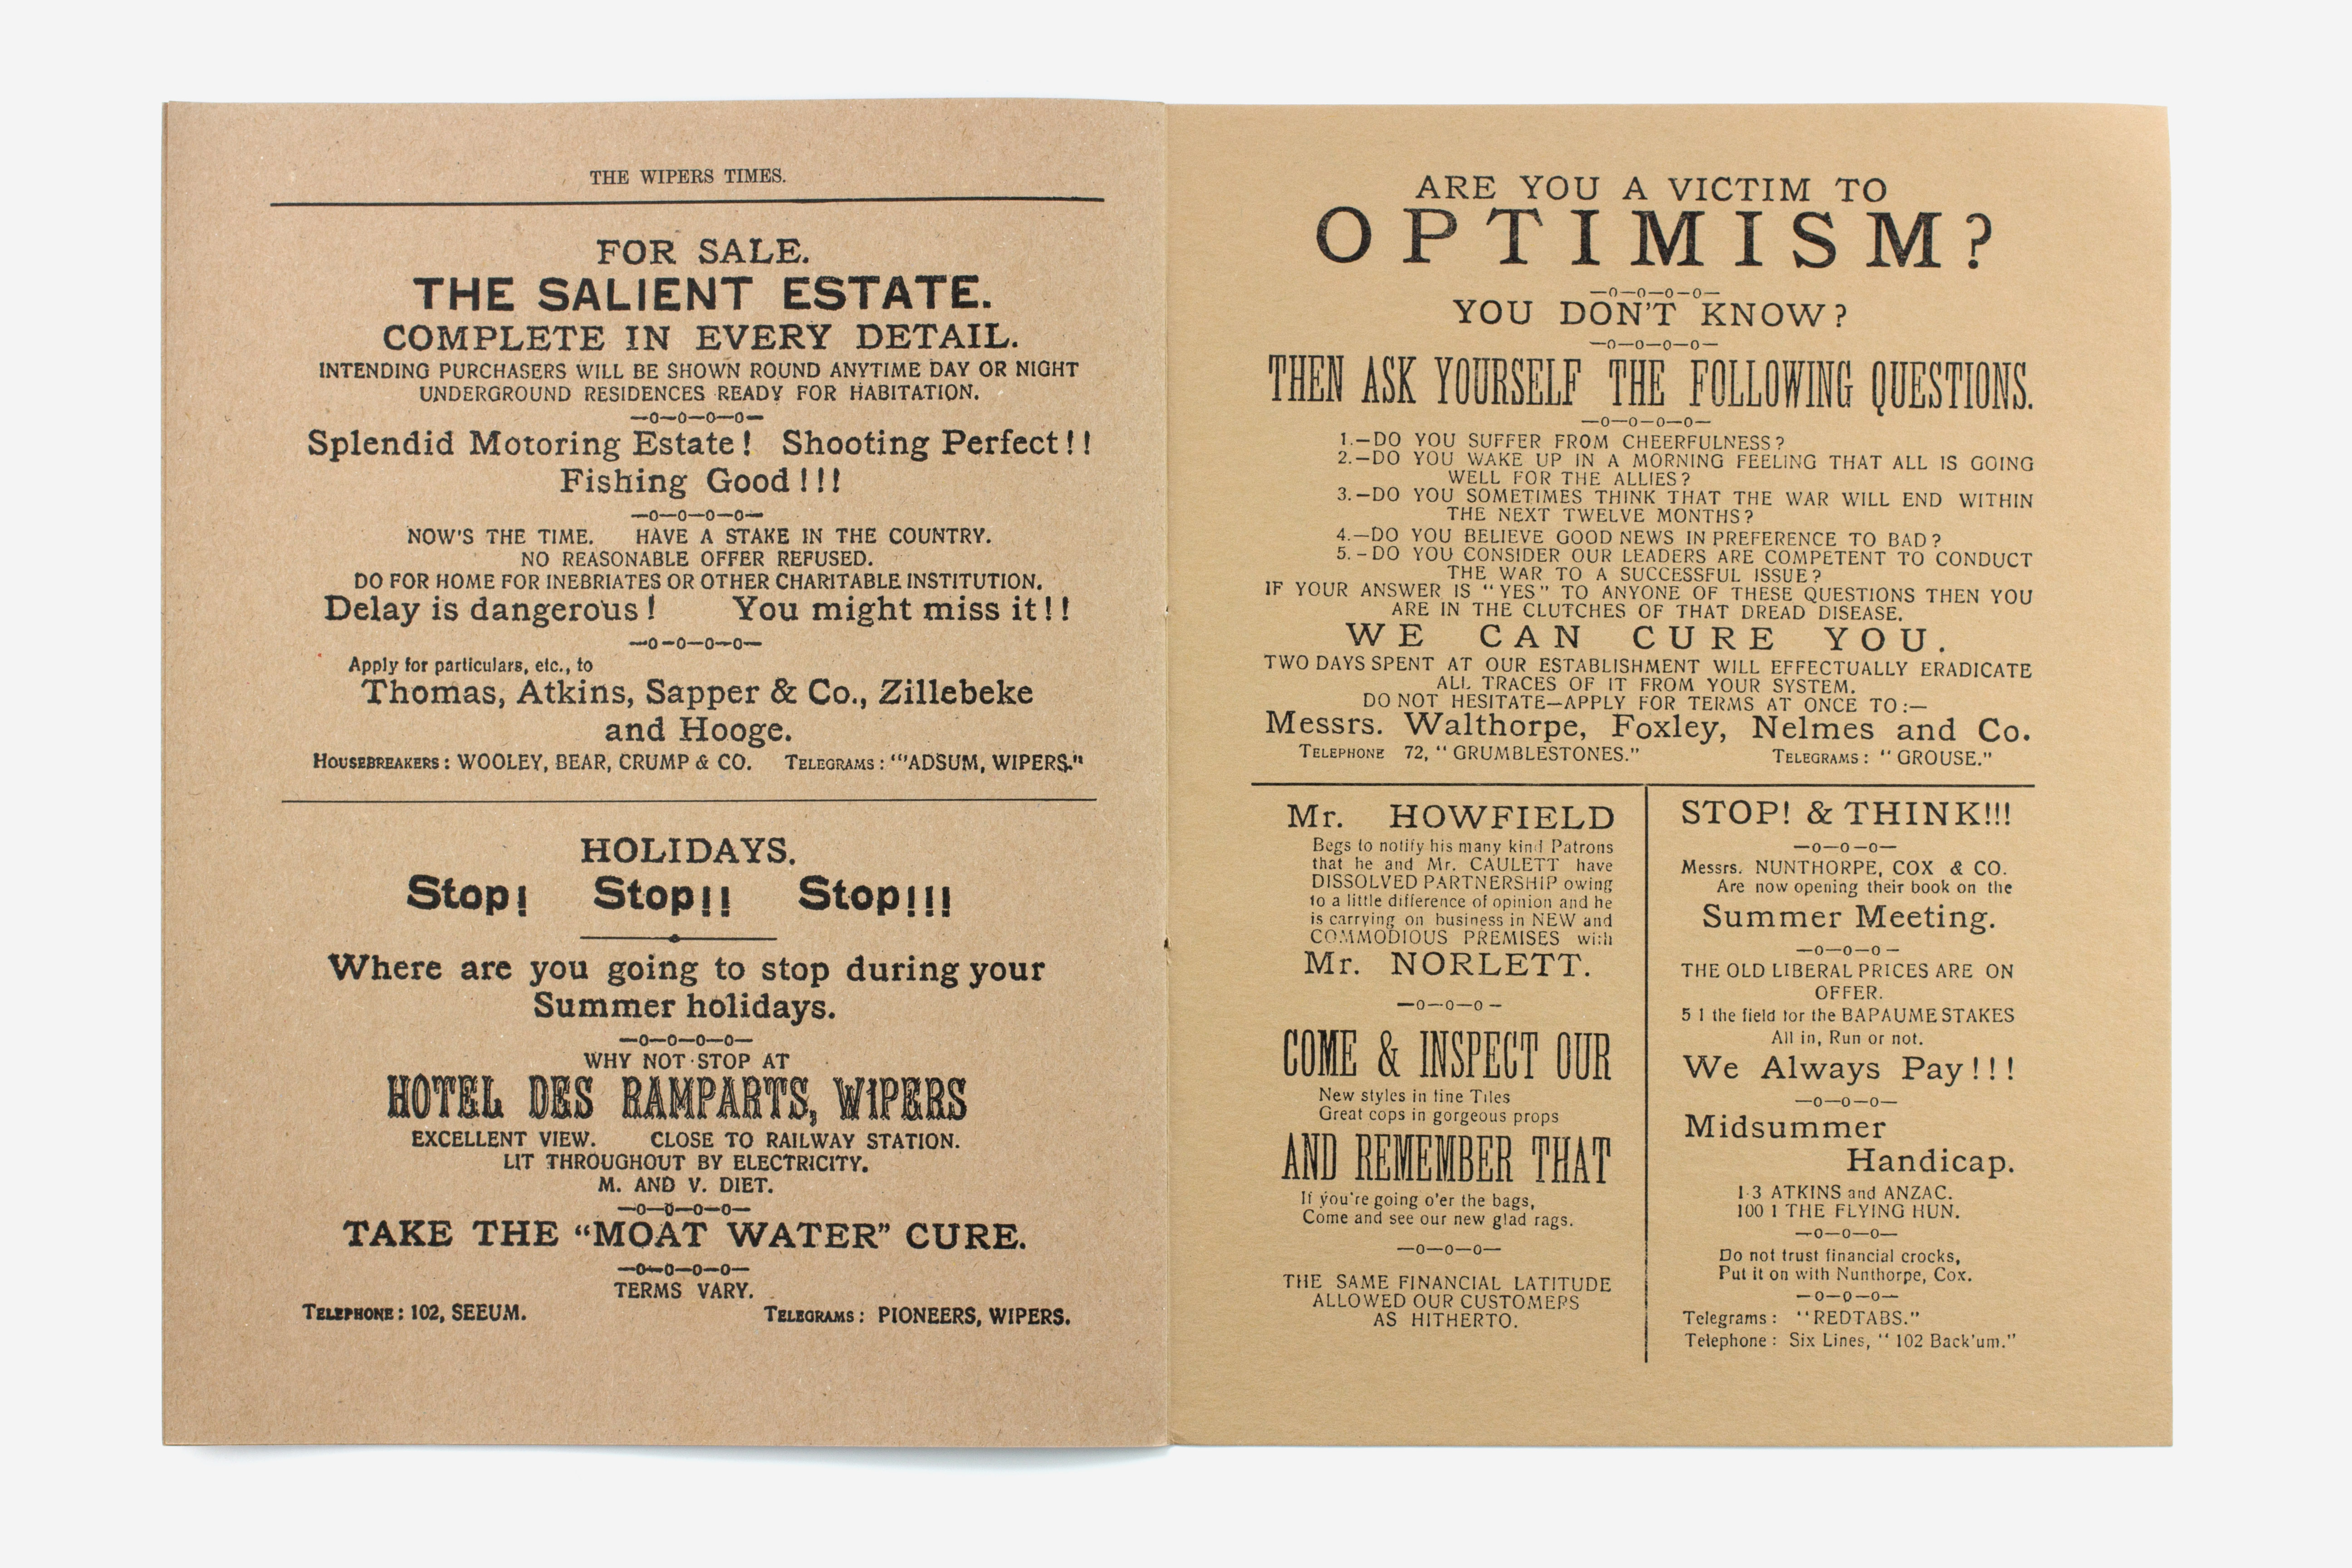 THE WIPERS TIMES.
FOR SALE.
THE SALIENT ESTATE.
COMPLETE IN EVERY DETAIL.
INTENDING PURCHASERS WILL BE SHOWN ROUND ANYTIME DAY OR NIGHT
UNDERGROUND RESIDENCES READY FOR HABITATION.
—o—o—o—o—
Splendid Motoring Estate! Shooting Perfect!!
Fishing Good!!!
—o—o—o—o—
NOW'S THE TIME. HAVE A STAKE IN THE COUNTRY.
NO REASONABLE OFFER REFUSED.
DO FOR HOME FOR INEBRIATES OR OTHER CHARITABLE INSTITUTION.
Delay is dangerous! You might miss it!!
—o—o—o—o—
Apply for particulars, etc., to
Thomas, Atkins, Sapper & Co., Zillebeke
and Hooge.
HOUSEBREAKERS: WOOLEY, BEAR, CRUMP & CO. TELEGRAMS: "'ADSUM, WIPERS."
HOLIDAYS.
Stop! Stop!! Stop!!!
Where are you going to stop during your
Summer holidays.
—o—o—o—o—
WHY NOT STOP AT
HOTEL DES RAMPARTS, WIPERS
EXCELLENT VIEW. CLOSE TO RAILWAY STATION.
LIT THROUGHOUT BY ELECTRICITY.
M. AND V. DIET.
—o—o—o—o—
TAKE THE "MOAT WATER" CURE.
—o—o—o—o—
TERMS VARY.
TELEPHONE: 102, SEEUM. TELEGRAMS: PIONEERS, WIPERS.
ARE YOU A VICTIM TO
OPTIMISM?
—o—o—o—o—
YOU DON'T KNOW?
—o—o—o—o—
THEN ASK YOURSELF THE FOLLOWING QUESTIONS.
—o—o—o—o—
1.—DO YOU SUFFER FROM CHEERFULNESS?
2.—DO YOU WAKE UP IN A MORNING FEELING THAT ALL IS GOING
WELL FOR THE ALLIES?
3.—DO YOU SOMETIMES THINK THAT THE WAR WILL END WITHIN
THE NEXT TWELVE MONTHS?
4.—DO YOU BELIEVE GOOD NEWS IN PREFERENCE TO BAD?
5.-DO YOU CONSIDER OUR LEADERS ARE COMPETENT TO CONDUCT
THE WAR TO A SUCCESSFUL ISSUE?
IF YOUR ANSWER IS "YES" TO ANYONE OF THESE QUESTIONS THEN YOU
ARE IN THE CLUTCHES OF THAT DREAD DISEASE.
WE CAN CURE YOU.
TWO DAYS SPENT AT OUR ESTABLISHMENT WILL EFFECTUALLY ERADICATE
ALL TRACES OF IT FROM YOUR SYSTEM.
DO NOT HESITATE—APPLY FOR TERMS AT ONCE TO:—
Messrs. Walthorpe, Foxley, Nelmes and Co.
TELEPHONE 72, "GRUMBLESTONES." TELEGRAMS: "GROUSE."
Mr. HOWFIELD
Begs to notify his many kind Patrons
that he and Mr. CAULETT have
DISSOLVED PARTNERSHIP owing
to a little difference of opinion and he
is carrying on business in NEW and
COMMODIOUS PREMISES with
Mr. NORLETT.
—o—o—o—
COME & INSPECT OUR
New styles in tine Tiles
Great cops in gorgeous props
AND REMEMBER THAT
If you're going o'er the bags,
Come and see our new glad rags.
—o—o—o—
THE SAME FINANCIAL LATITUDE
ALLOWED OUR CUSTOMERS
AS HITHERTO.
STOP! & THINK!!!
—o—o—o—
Messrs. NUNTHORPE, COX & CO.
Are now opening their book on the
Summer Meeting.
—o—o—o—
THE OLD LIBERAL PRICES ARE ON
OFFER.
5 1 the field for the BAPAUME STAKES
All in, Run or not.
We Always Pay!!!
—o—o—o—
Midsummer
Handicap.
1-3 ATKINS and ANZAC.
100 1 THE FLYING HUN.
—o—o—o—
Do not trust financial crocks,
Put it on with Nunthorpe, Cox.
—o—o—o—
Telegrams: "REDTABS."
Telephone: Six Lines, "102 Back'um."